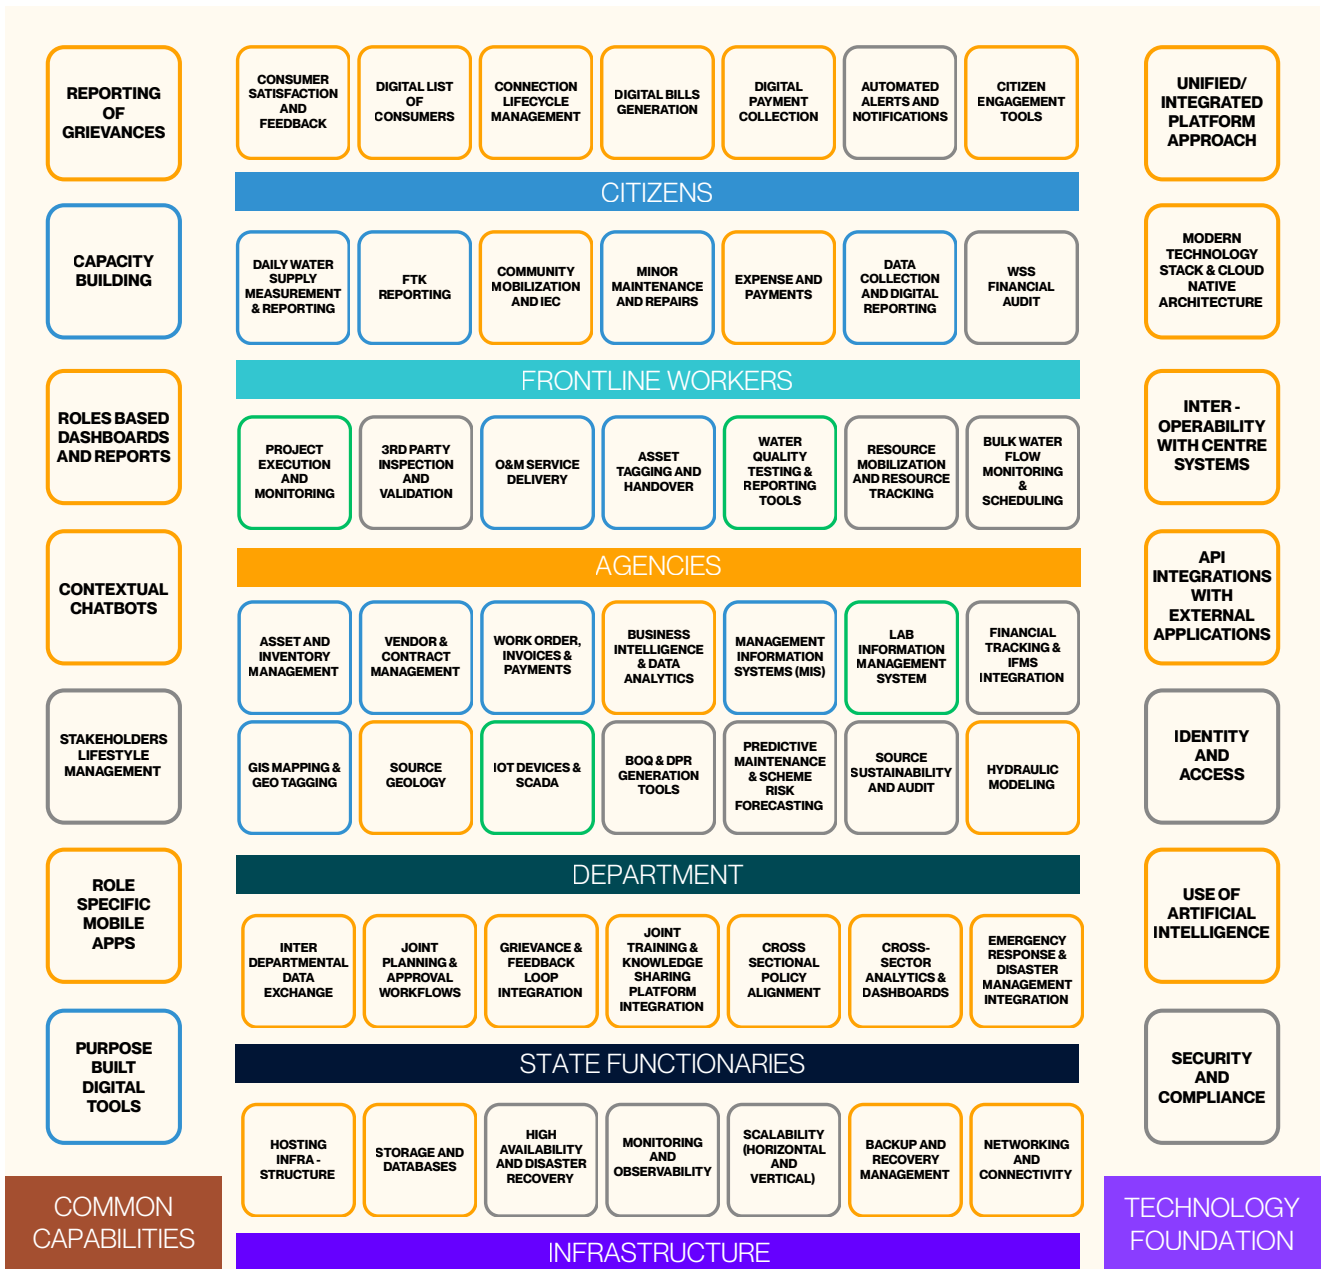 REPORTING
OF
GRIEVANCES
CAPACITY
BUILDING
ROLES BASED
DASHBOARDS
AND REPORTS
CONTEXTUAL
CHATBOTS
STAKEHOLDERS
LIFESTYLE
MANAGEMENT
ROLE
SPECIFIC
MOBILE
APPS
PURPOSE
BUILT
DIGITAL
TOOLS
COMMON
CAPABILITIES
CONSUMER
SATISFACTION
AND
FEEDBACK
DIGITAL LIST
OF
CONSUMERS
CONNECTION
LIFECYCLE
MANAGEMENT
DIGITAL BILLS
GENERATION
DIGITAL
PAYMENT
COLLECTION
AUTOMATED
ALERTS AND
NOTIFICATIONS
CITIZEN
ENGAGEMENT
TOOLS
CITIZENS
DAILY WATER
SUPPLY
MEASUREMENT
& REPORTING
FTK
REPORTING
COMMUNITY
MOBILIZATION
AND IEC
MINOR
MAINTENANCE
AND REPAIRS
EXPENSE AND
PAYMENTS
DATA
COLLECTION
AND DIGITAL
REPORTING
WSS
FINANCIAL
AUDIT
FRONTLINE WORKERS
PROJECT
EXECUTION
AND
MONITORING
3RD PARTY
INSPECTION
AND
VALIDATION
O&M SERVICE
DELIVERY
ASSET
TAGGING AND
HANDOVER
WATER
QUALITY
TESTING &
REPORTING
TOOLS
RESOURCE
MOBILIZATION
AND RESOURCE
TRACKING
BULK WATER
FLOW
MONITORING
&
SCHEDULING
AGENCIES
ASSET AND
INVENTORY
MANAGEMENT
VENDOR &
CONTRACT
MANAGEMENT
WORK ORDER,
INVOICES &
PAYMENTS
BUSINESS
INTELLIGENCE
& DATA
ANALYTICS
MANAGEMENT
INFORMATION
SYSTEMS (MIS)
LAB
INFORMATION
MANAGEMENT
SYSTEM
FINANCIAL
TRACKING &
IFMS
INTEGRATION
GIS MAPPING &
GEO TAGGING
SOURCE
GEOLOGY
IOT DEVICES &
SCADA
BOQ & DPR
GENERATION
TOOLS
PREDICTIVE
MAINTENANCE
& SCHEME
RISK
FORECASTING
SOURCE
SUSTAINABILITY
AND AUDIT
HYDRAULIC
MODELING
DEPARTMENT
INTER
DEPARTMENTAL
DATA
EXCHANGE
JOINT
PLANNING &
APPROVAL
WORKFLOWS
GRIEVANCE &
FEEDBACK
LOOP
INTEGRATION
JOINT
TRAINING &
KNOWLEDGE
SHARING
PLATFORM
INTEGRATION
CROSS
SECTIONAL
POLICY
ALIGNMENT
CROSS-
SECTOR
ANALYTICS &
DASHBOARDS
EMERGENCY
RESPONSE &
DISASTER
MANAGEMENT
INTEGRATION
STATE FUNCTIONARIES
HOSTING
INFRA -
STRUCTURE
STORAGE AND
DATABASES
HIGH
AVAILABILITY
AND DISASTER
RECOVERY
MONITORING
AND
OBSERVABILITY
SCALABILITY
(HORIZONTAL
AND
VERTICAL)
BACKUP AND
RECOVERY
MANAGEMENT
NETWORKING
AND
CONNECTIVITY
INFRASTRUCTURE
UNIFIED/
INTEGRATED
PLATFORM
APPROACH
MODERN
TECHNOLOGY
STACK & CLOUD
NATIVE
ARCHITECTURE
INTER -
OPERABILITY
WITH CENTRE
SYSTEMS
API
INTEGRATIONS
WITH
EXTERNAL
APPLICATIONS
IDENTITY
AND
ACCESS
USE OF
ARTIFICIAL
INTELLIGENCE
SECURITY
AND
COMPLIANCE
TECHNOLOGY
FOUNDATION